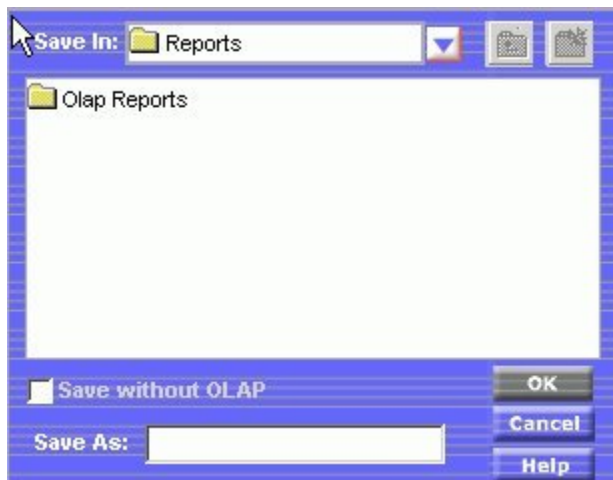 Save In: Reports
Olap Reports
Save without OLAP
OK
Cancel
Save As:
Help